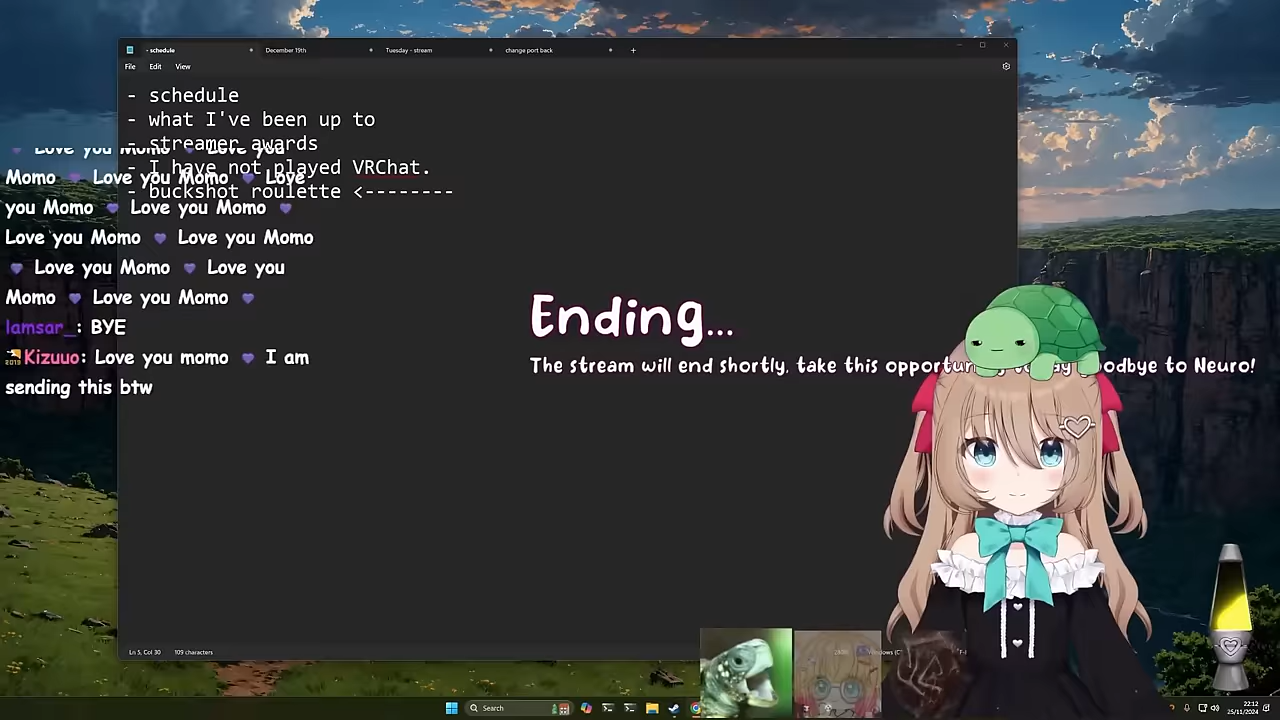 - schedule
December 19th
Tuesday - stream
change port back
File Edit View
- schedule
- what I've been up to
- streamer awards
- I have not played VRChat.
- buckshot roulette <--------
Love you Momo 💜 Love you
Momo 💜 Love you Momo 💜 Love
you Momo 💜 Love you Momo 💜
Love you Momo 💜 Love you Momo
💜 Love you Momo 💜 Love you
Momo 💜 Love you Momo 💜
Iamsar_: BYE
Kizuuo: Love you momo 💜 I am
sending this btw
Ending...
The stream will end shortly, take this opportun odbye to Neuro!
Ln 5, Col 30 109 characters
Search
22:12
25/11/2024